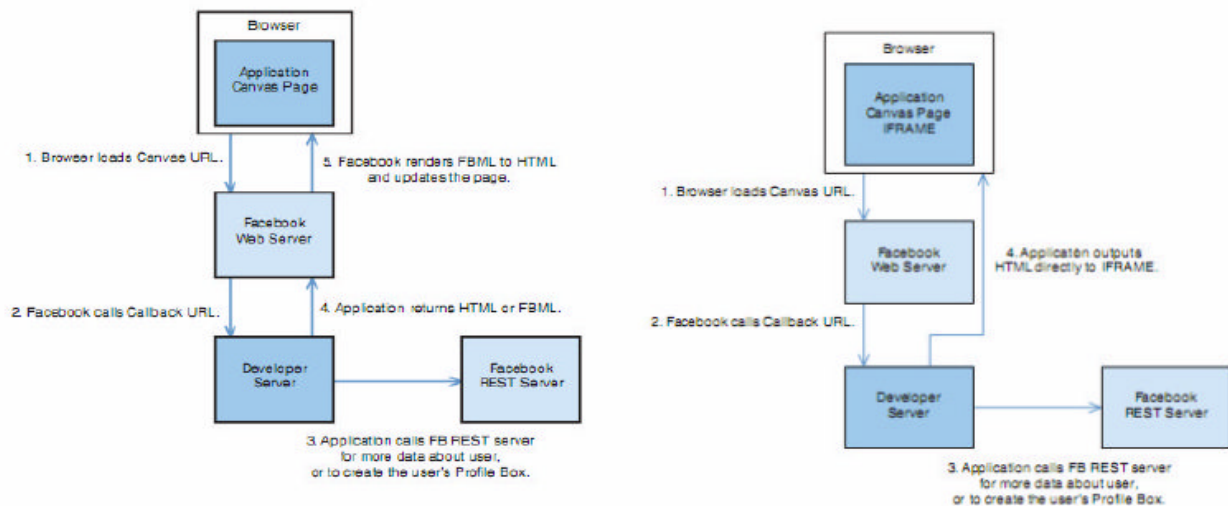 Browser
Application
Canvas Page
1. Browser loads Canvas URL.
5. Facebook renders FBML to HTML
and updates the page.
Facebook
Web Server
2. Facebook calls Callback URL.
4. Application returns HTML or FBML.
Developer
Server
Facebook
REST Server
3. Application calls FB REST server
for more data about user,
or to create the user's Profile Box.
Browser
Application
Canvas Page
IFRAME
1. Browser loads Canvas URL.
Facebook
Web Server
4. Application outputs
HTML directly to IFRAME.
2. Facebook calls Callback URL.
Developer
Server
Facebook
REST Server
3. Application calls FB REST server
for more data about user,
or to create the user's Profile Box.